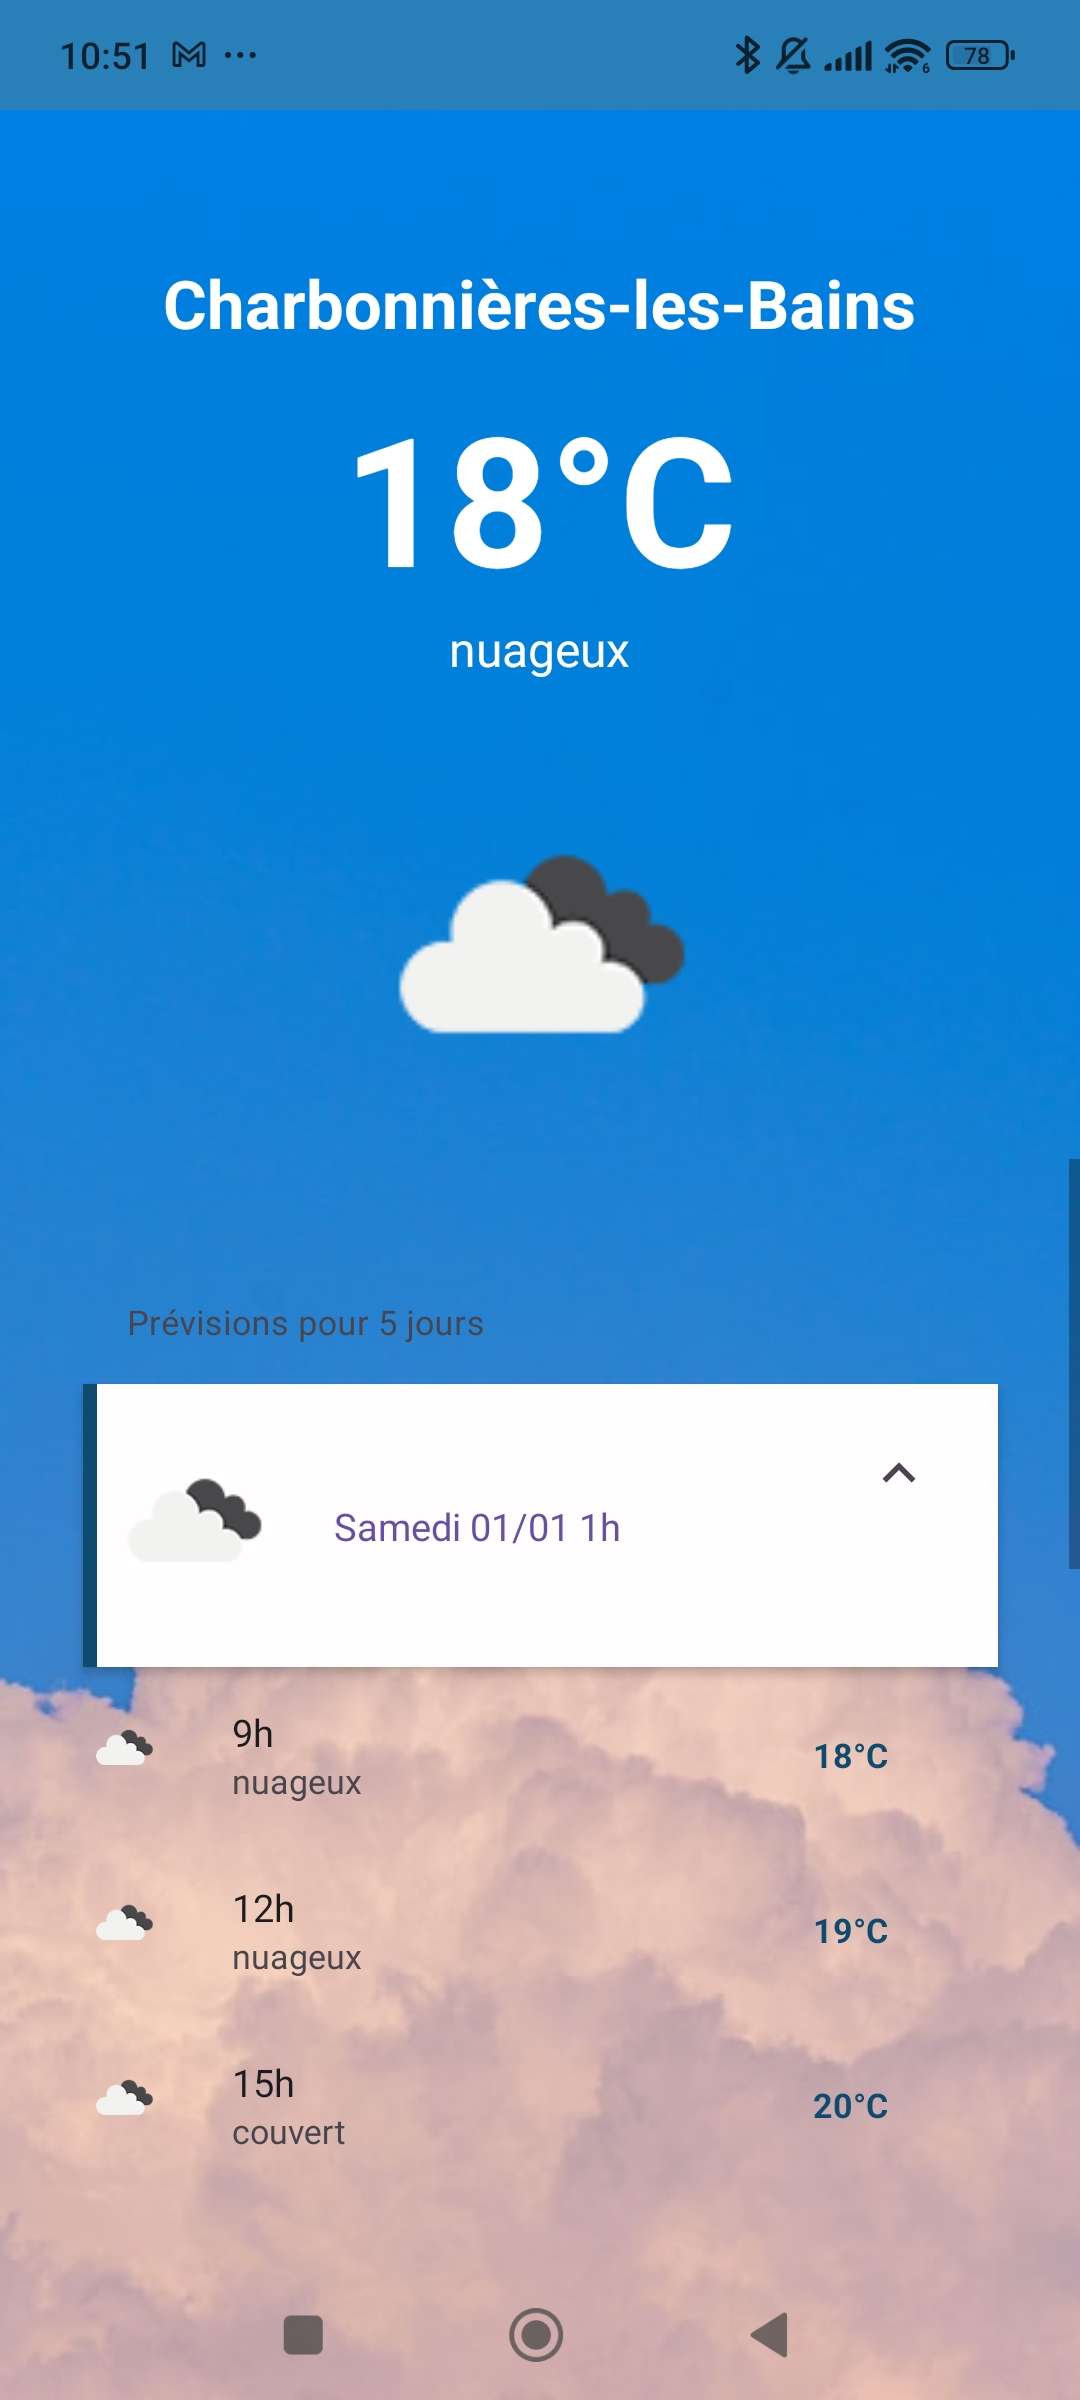 10:51 ...
6
78
Charbonnières-les-Bains
18°C
nuageux
Prévisions pour 5 jours
Samedi 01/01 1h
9h
nuageux
18°C
12h
nuageux
19°C
15h
couvert
20°C